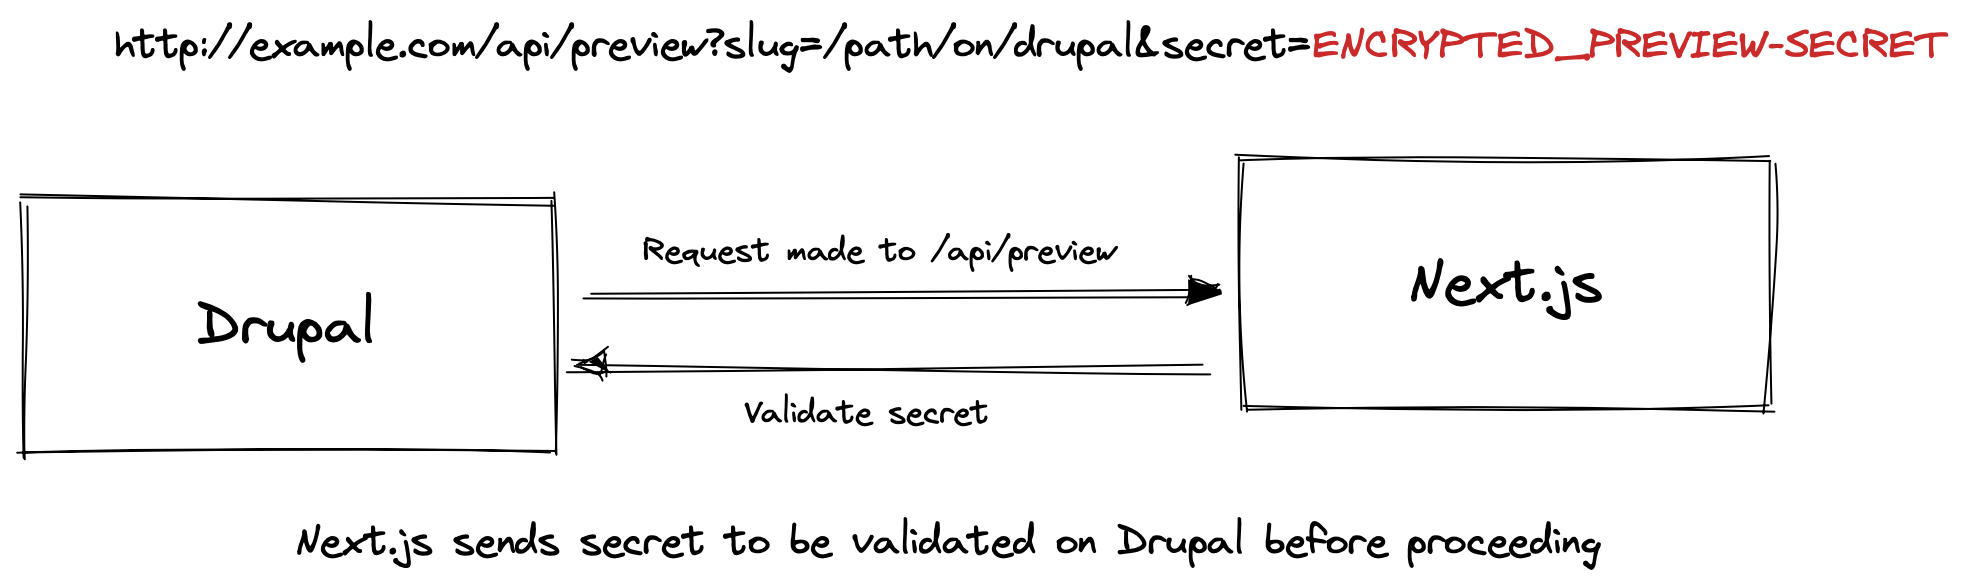 http://example.com/api/preview?slug=/path/on/drupal&secret=ENCRYPTED_PREVIEW-SECRET
Drupal
Request made to /api/preview
Validate secret
Next.js
Next.js sends secret to be validated on Drupal before proceeding